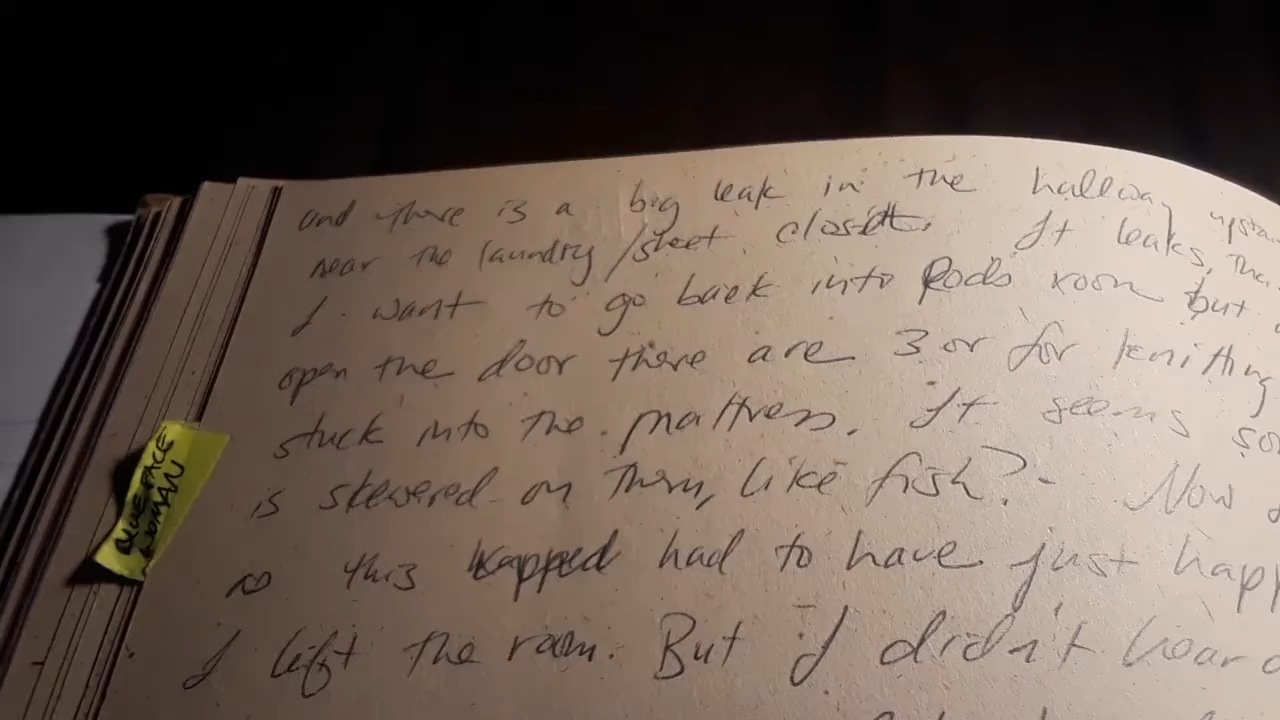 and there is a big leak in the hallway
near the laundry/sheet closet. It leaks,
I want to go back into Rods room but
open the door there are 3 or for knitting
stuck into the mattress. It seems
is skewered on them, like fish? - Now
so this had to have just
I left the room. But I didn't hear
BLUE FACE
WOMAN